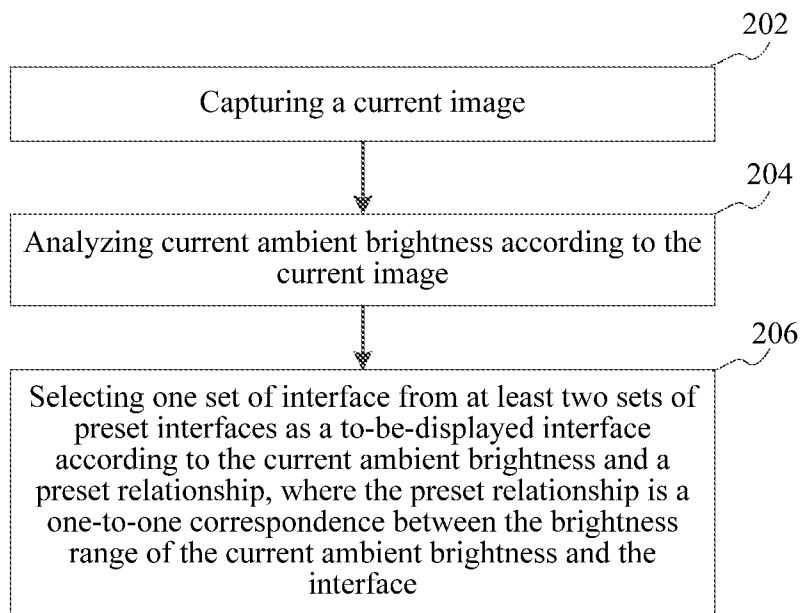 202
Capturing a current image
204
Analyzing current ambient brightness according to the
current image
206
Selecting one set of interface from at least two sets of
preset interfaces as a to-be-displayed interface
according to the current ambient brightness and a
preset relationship, where the preset relationship is a
one-to-one correspondence between the brightness
range of the current ambient brightness and the
interface